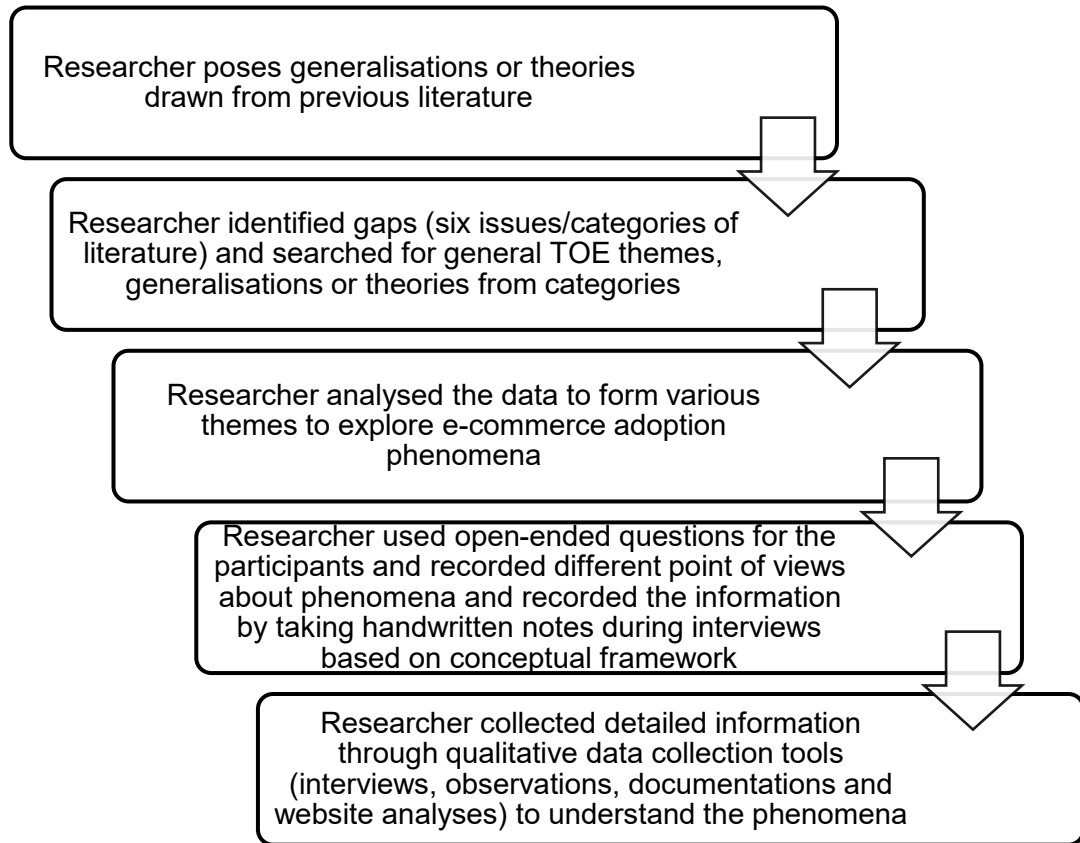 Researcher poses generalisations or theories
drawn from previous literature
Researcher identified gaps (six issues/categories of
literature) and searched for general TOE themes,
generalisations or theories from categories
Researcher analysed the data to form various
themes to explore e-commerce adoption
phenomena
Researcher used open-ended questions for the
participants and recorded different point of views
about phenomena and recorded the information
by taking handwritten notes during interviews
based on conceptual framework
Researcher collected detailed information
through qualitative data collection tools
(interviews, observations, documentations and
website analyses) to understand the phenomena